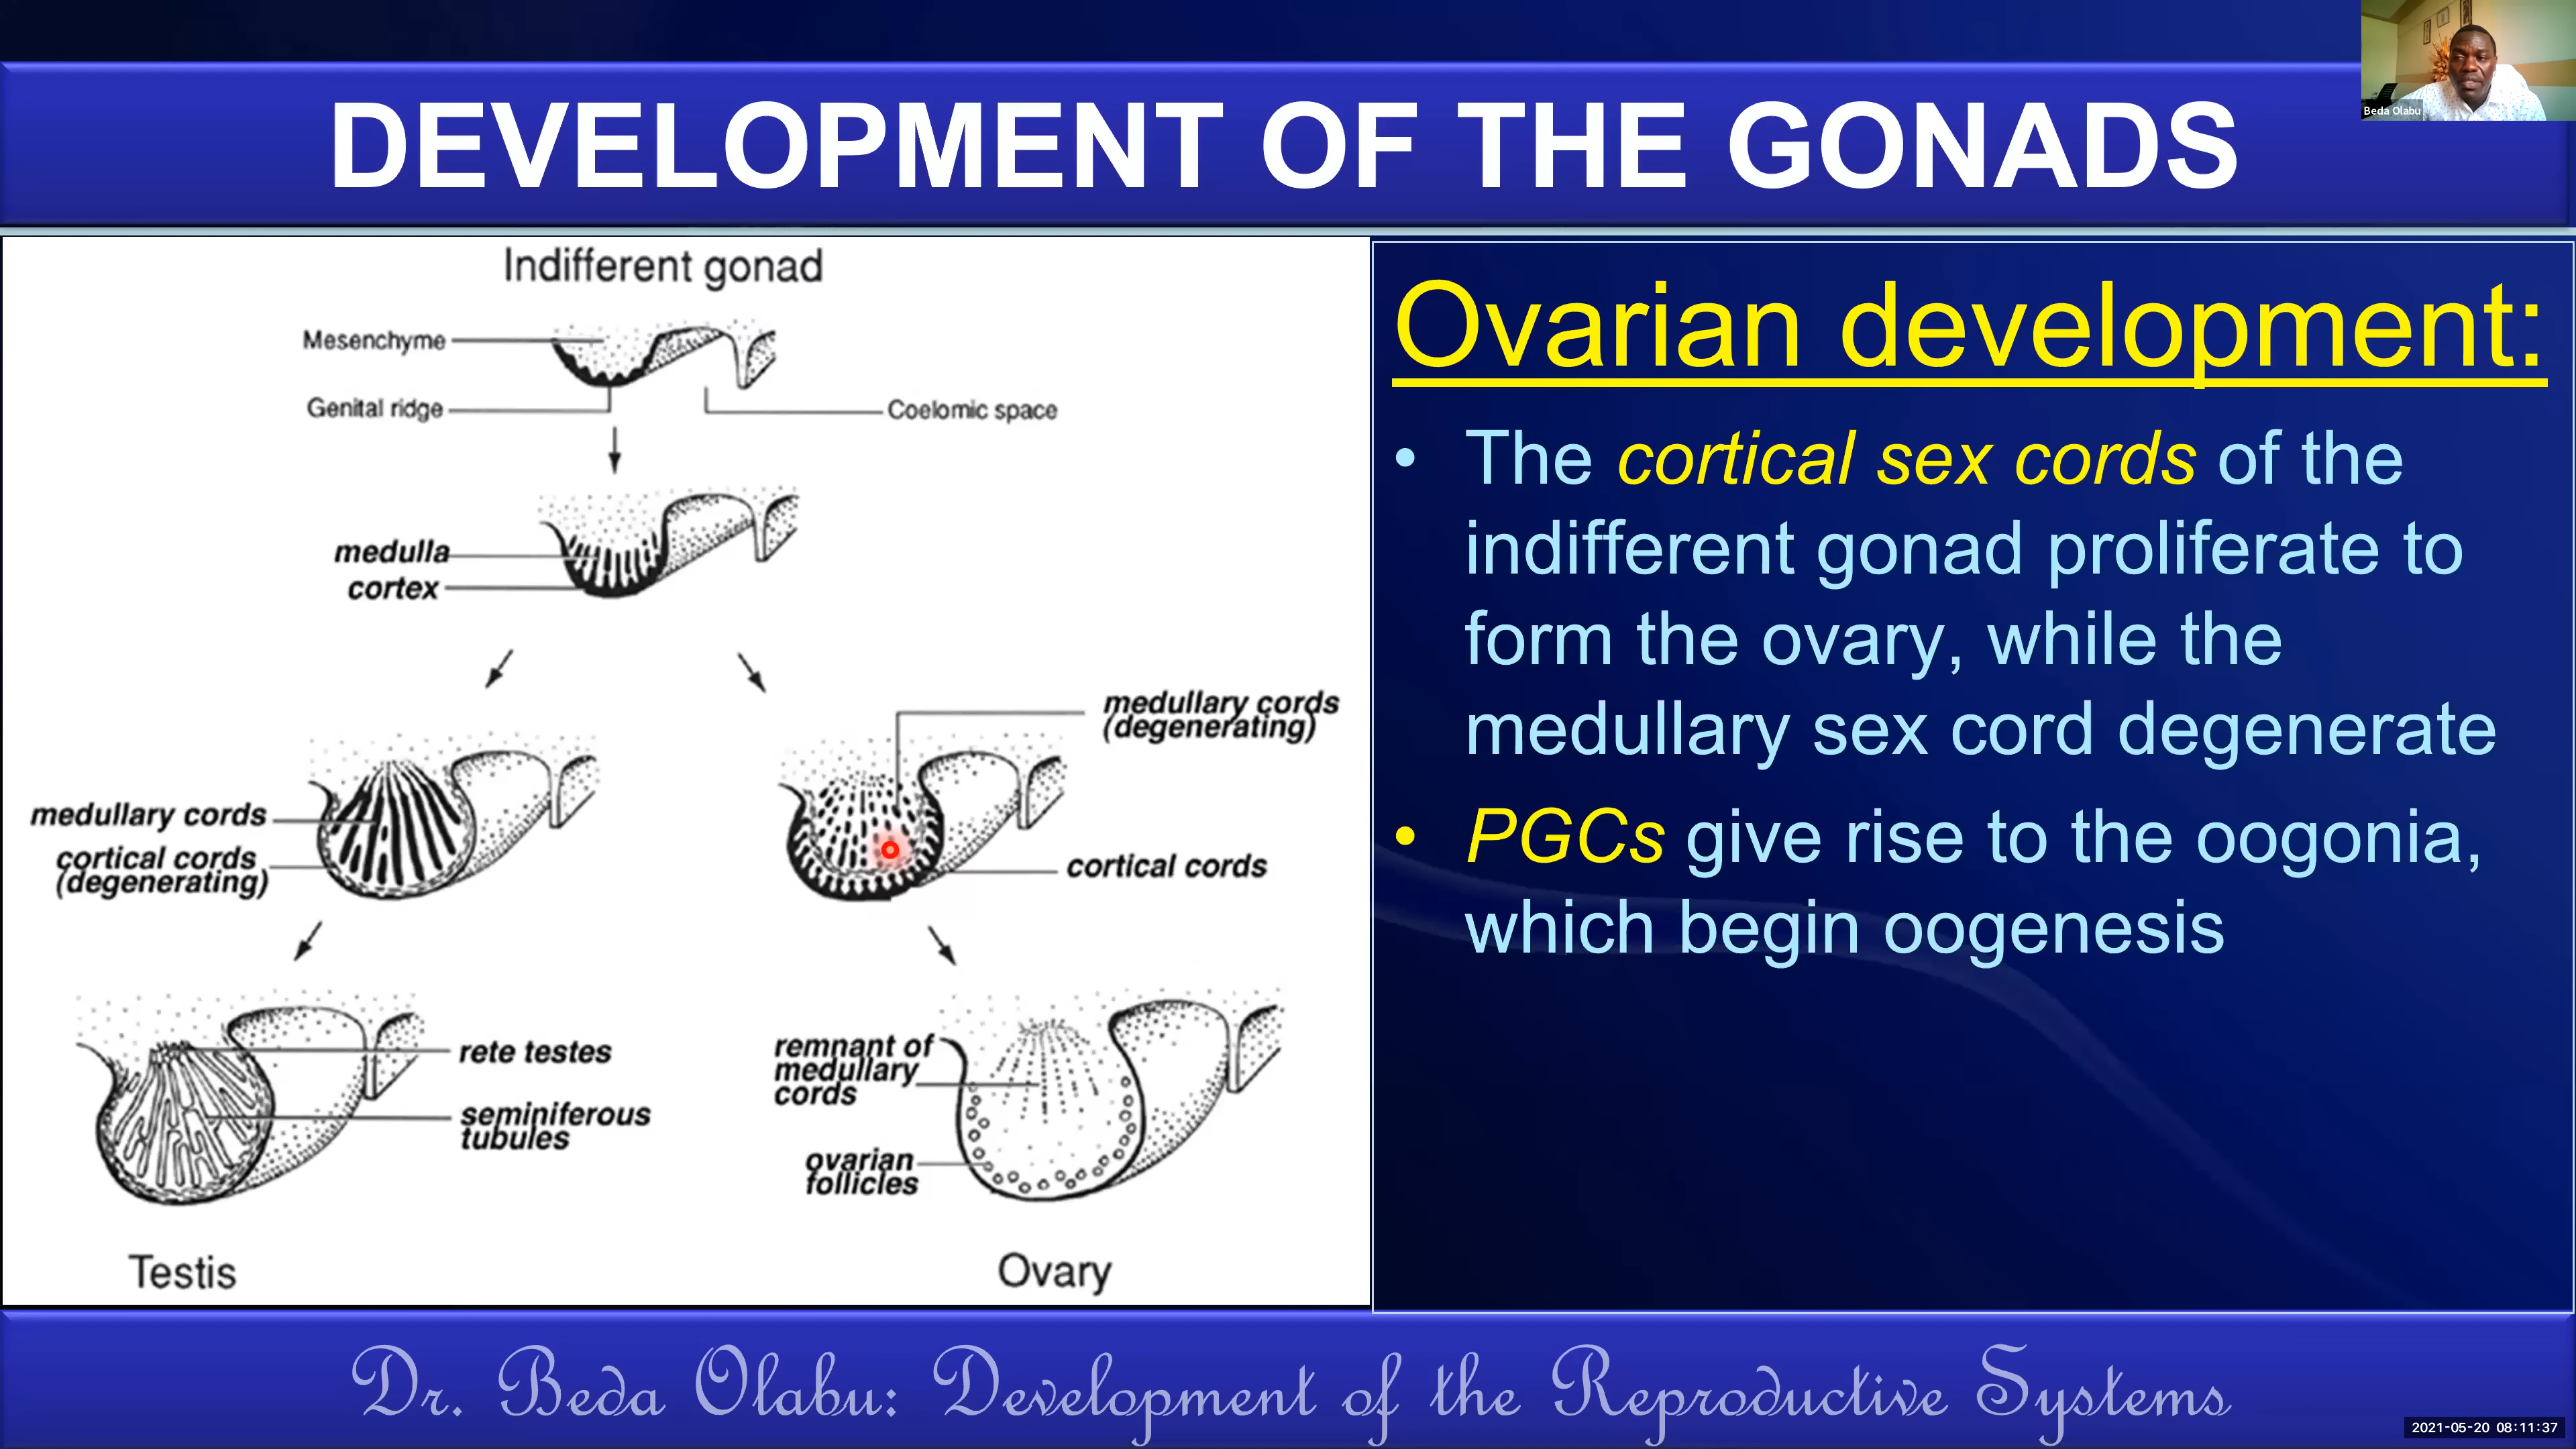 Beda Olabu
DEVELOPMENT OF THE GONADS
Indifferent gonad
Mesenchyme
Genital ridge
Coelomic space
medulla
cortex
medullary cords
(degenerating)
medullary cords
cortical cords
(degenerating)
cortical cords
rete testes
seminiferous
tubules
remnant of
medullary
cords
ovarian
follicles
Testis
Ovary
Ovarian development:
• The cortical sex cords of the
indifferent gonad proliferate to
form the ovary, while the
medullary sex cord degenerate
• PGCs give rise to the oogonia,
which begin oogenesis
Dr. Beda Olabu: Development of the Reproductive Systems
2021-05-20 08:11:37